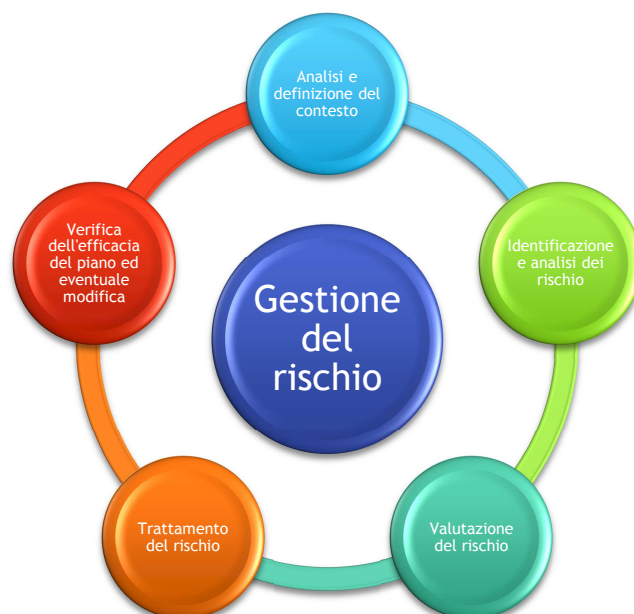 Analisi e
definizione del
contesto
Identificazione
e analisi dei
rischio
Valutazione
del rischio
Trattamento
del rischio
Verifica
dell'efficacia
del piano ed
eventuale
modifica
Gestione
del
rischio